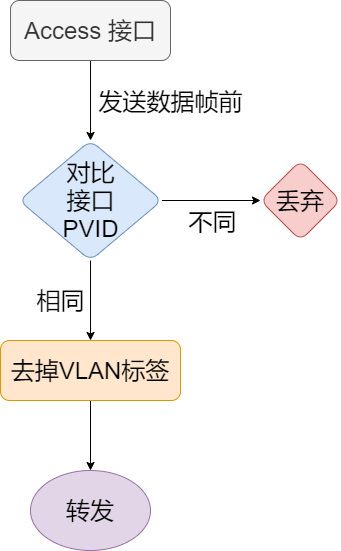 Access 接口
发送数据帧前
对比
接口
PVID
不同
丢弃
相同
去掉VLAN标签
转发